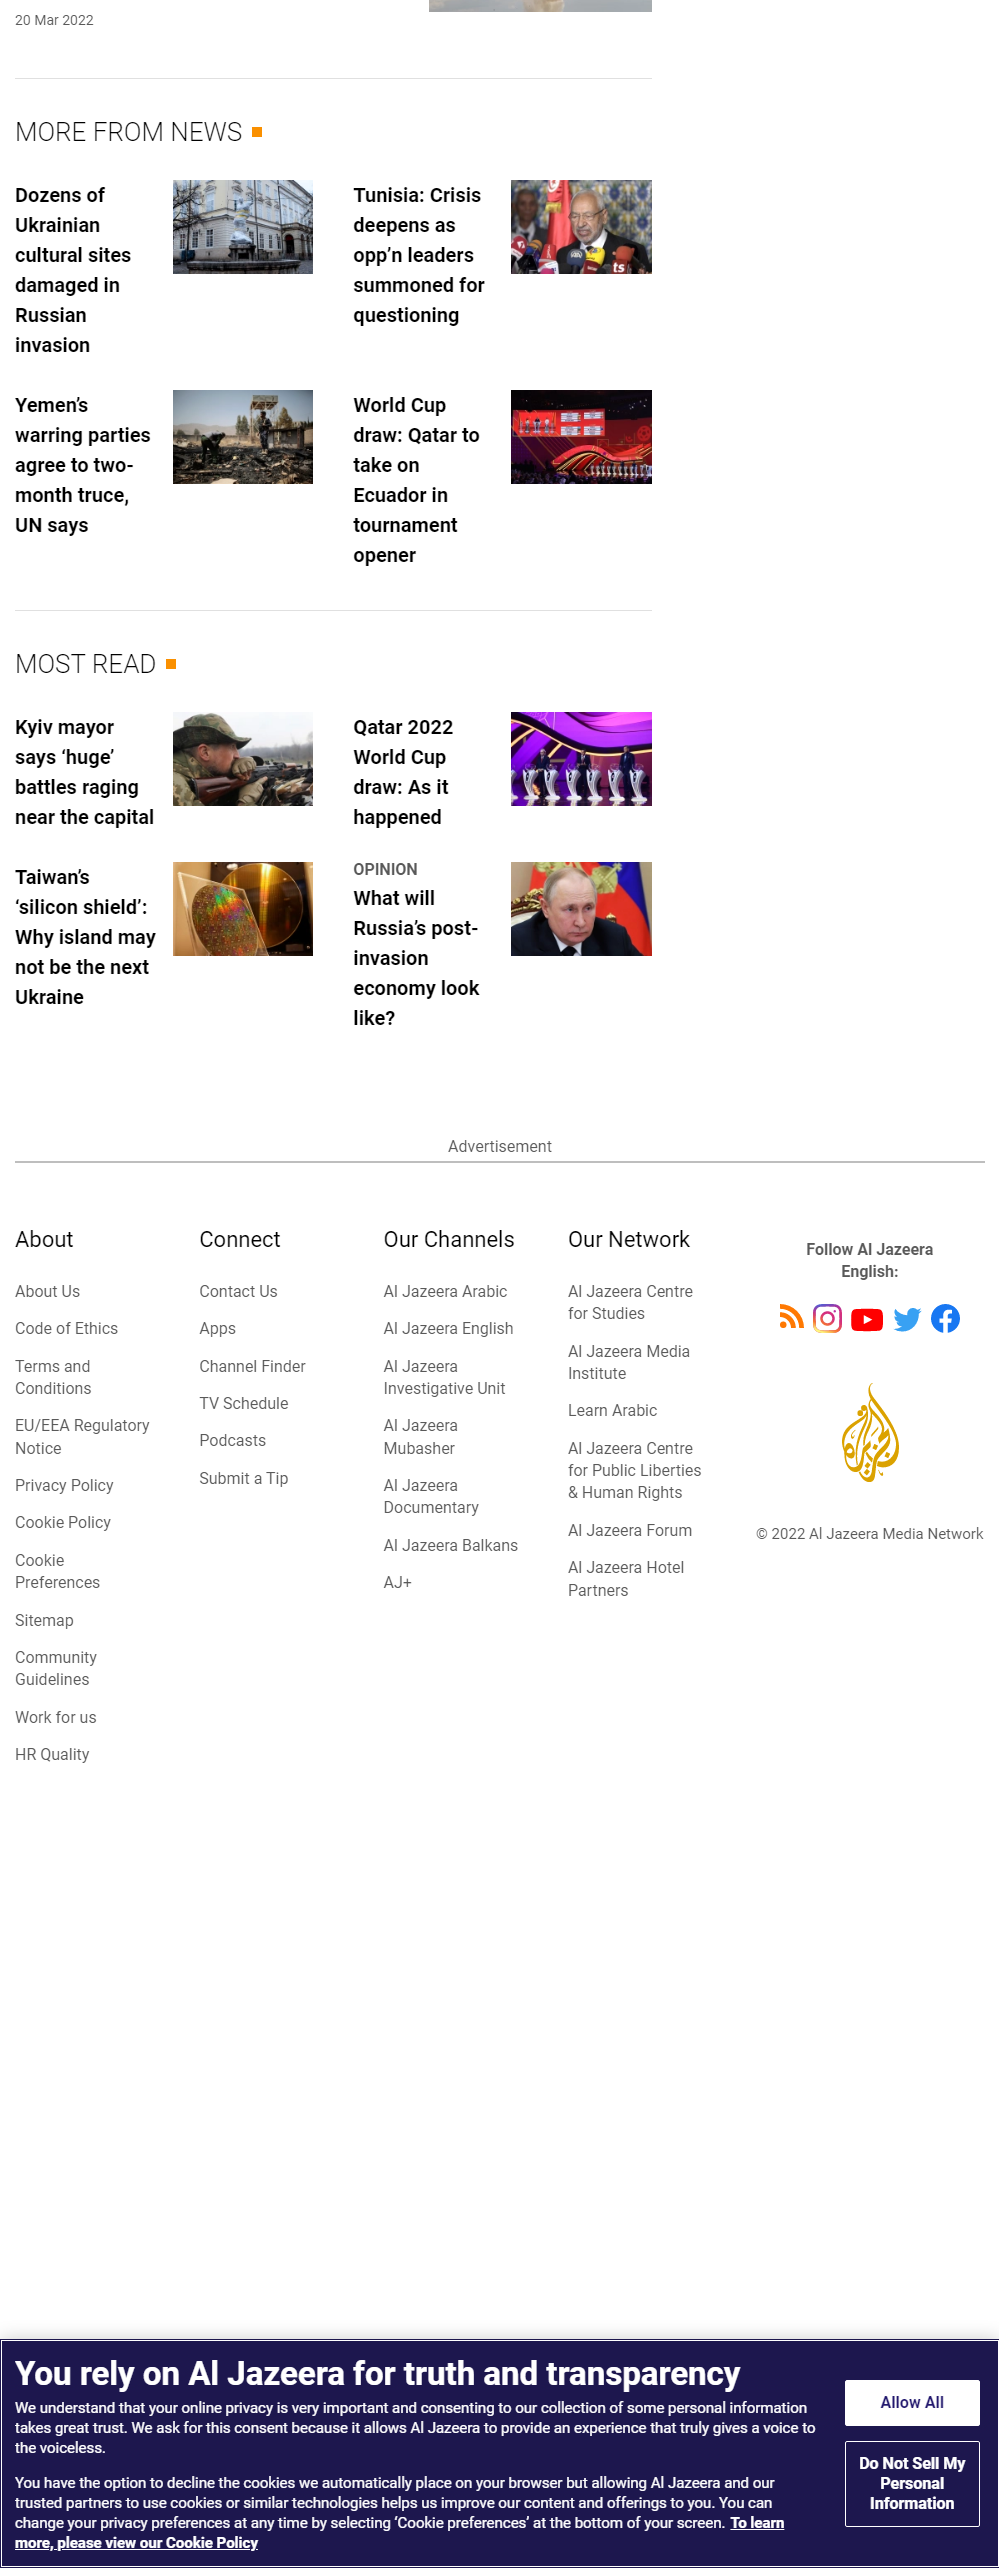 20 Mar 2022
MORE FROM NEWS
Dozens of
Ukrainian
cultural sites
damaged in
Russian
invasion
Tunisia: Crisis
deepens as
opp’n leaders
summoned for
questioning
Yemen’s
warring parties
agree to two-
month truce,
UN says
World Cup
draw: Qatar to
take on
Ecuador in
tournament
opener
MOST READ
Kyiv mayor
says ‘huge’
battles raging
near the capital
Qatar 2022
World Cup
draw: As it
happened
Taiwan’s
‘silicon shield’:
Why island may
not be the next
Ukraine
OPINION
What will
Russia’s post-
invasion
economy look
like?
Advertisement
About
About Us
Code of Ethics
Terms and
Conditions
EU/EEA Regulatory
Notice
Privacy Policy
Cookie Policy
Cookie
Preferences
Sitemap
Community
Guidelines
Work for us
HR Quality
Connect
Contact Us
Apps
Channel Finder
TV Schedule
Podcasts
Submit a Tip
Our Channels
Al Jazeera Arabic
Al Jazeera English
Al Jazeera
Investigative Unit
Al Jazeera
Mubasher
Al Jazeera
Documentary
Al Jazeera Balkans
AJ+
Our Network
Al Jazeera Centre
for Studies
Al Jazeera Media
Institute
Learn Arabic
Al Jazeera Centre
for Public Liberties
& Human Rights
Al Jazeera Forum
Al Jazeera Hotel
Partners
Follow Al Jazeera
English:
© 2022 Al Jazeera Media Network
You rely on Al Jazeera for truth and transparency
We understand that your online privacy is very important and consenting to our collection of some personal information
takes great trust. We ask for this consent because it allows Al Jazeera to provide an experience that truly gives a voice to
the voiceless.
You have the option to decline the cookies we automatically place on your browser but allowing Al Jazeera and our
trusted partners to use cookies or similar technologies helps us improve our content and offerings to you. You can
change your privacy preferences at any time by selecting ‘Cookie preferences’ at the bottom of your screen. To learn
more, please view our Cookie Policy
Allow All
Do Not Sell My
Personal
Information